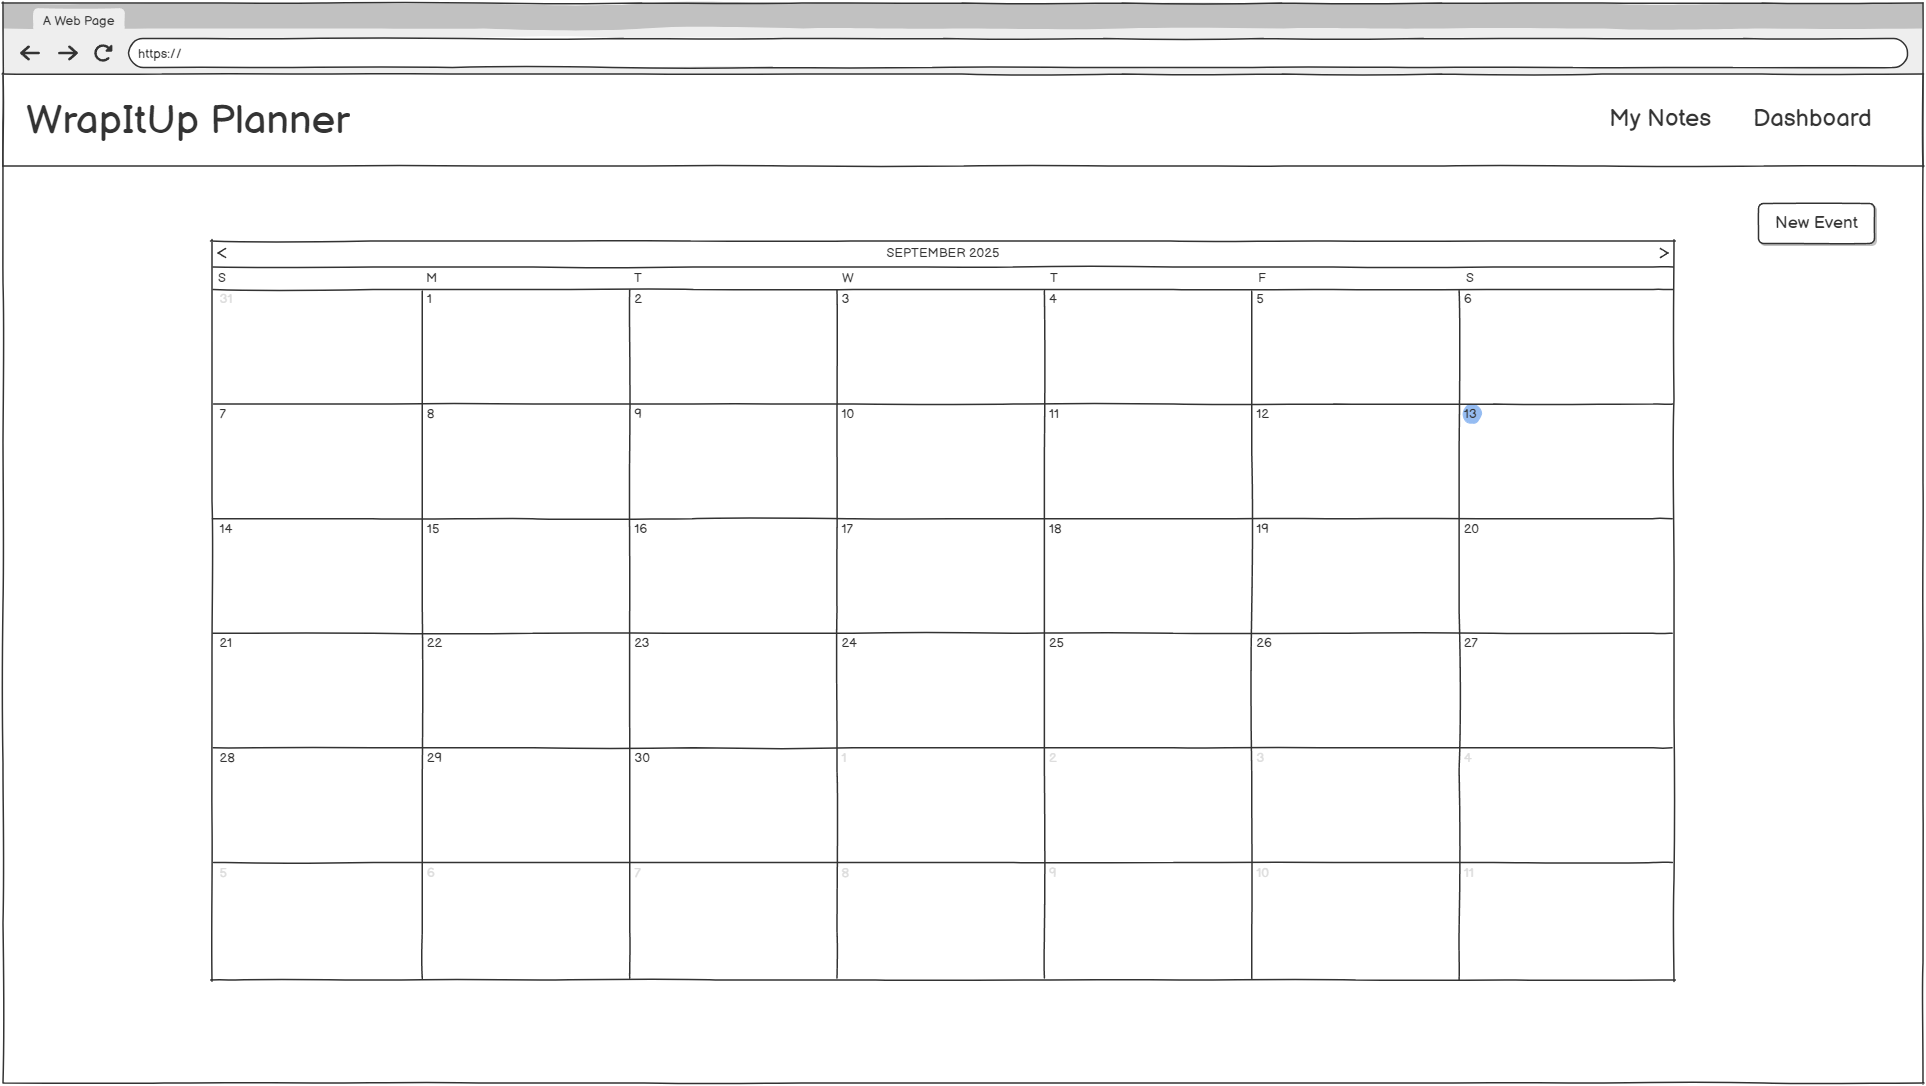 A Web Page
https://
WrapItUp Planner
My Notes Dashboard
New Event
< SEPTEMBER 2025 >
S M T W T F S
31 1 2 3 4 5 6
7 8 9 10 11 12 13
14 15 16 17 18 19 20
21 22 23 24 25 26 27
28 29 30 1 2 3 4
5 6 7 8 9 10 11